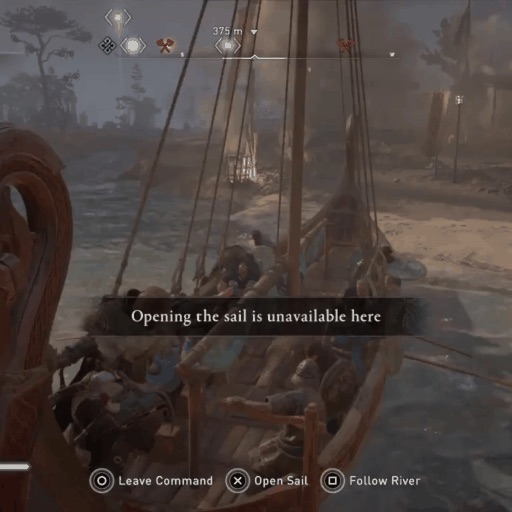 375 m
Opening the sail is unavailable here
Leave Command Open Sail Follow River